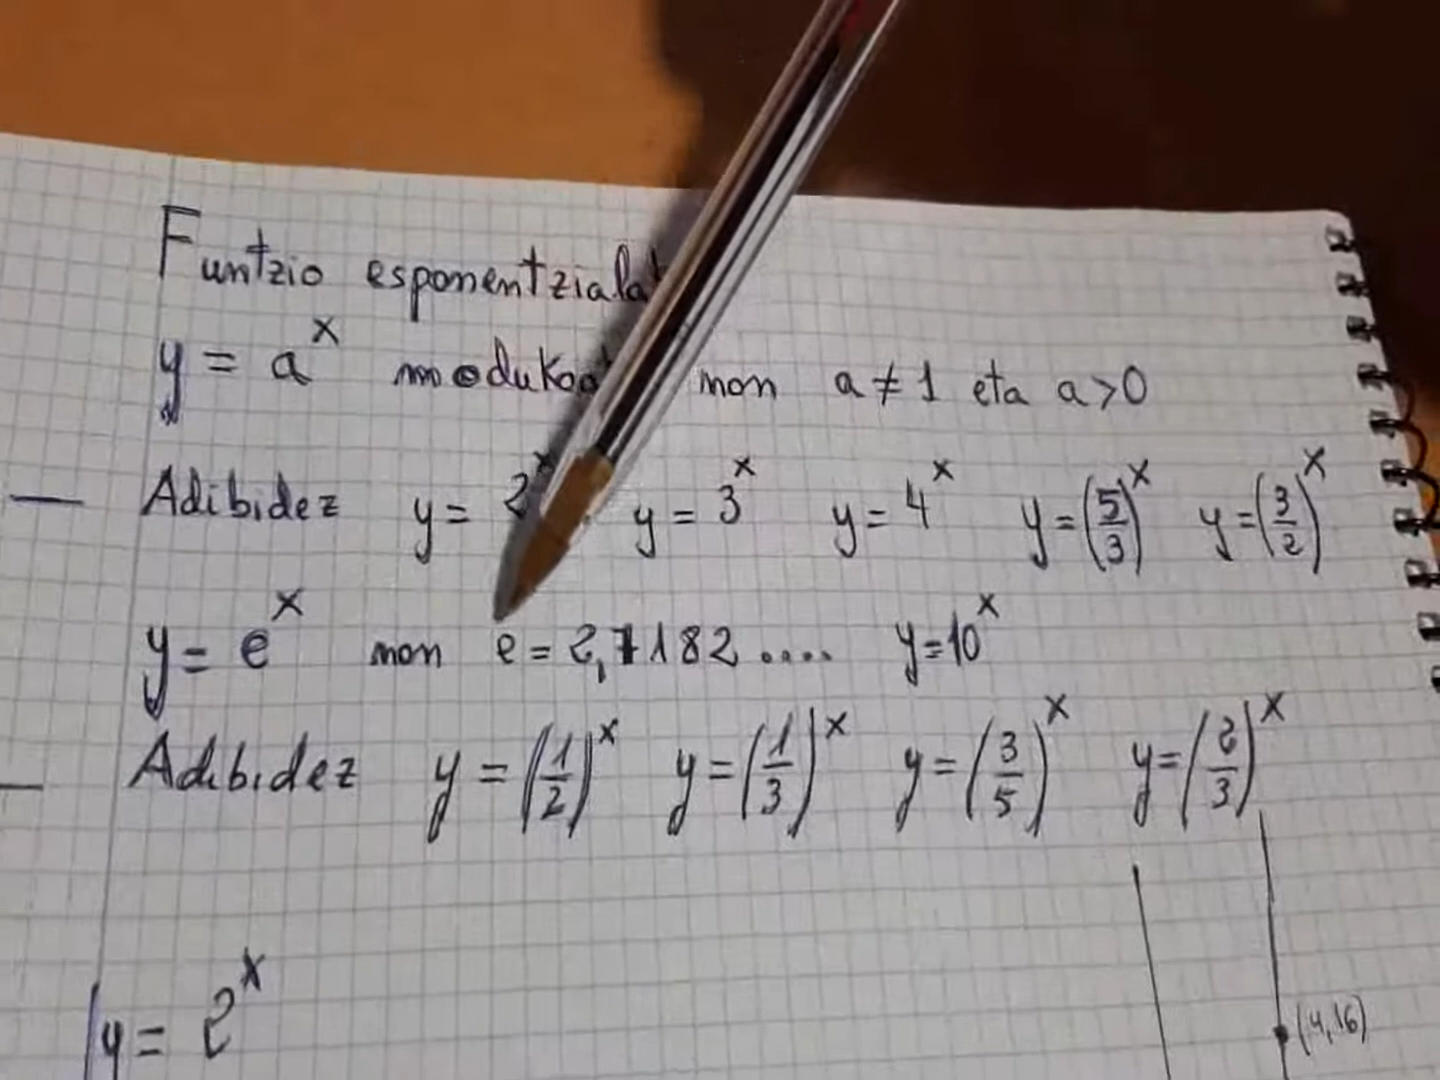 Funtzio esponentzialak
y = a^x modukoak non a ≠ 1 eta a > 0
— Adibidez y = 2^x y = 3^x y = 4^x y = (5/3)^x y = (3/2)^x
y = e^x non e = 2,7182.... y = 10^x
— Adibidez y = (1/2)^x y = (1/3)^x y = (3/5)^x y = (2/3)^x
y = 2^x
(4,16)